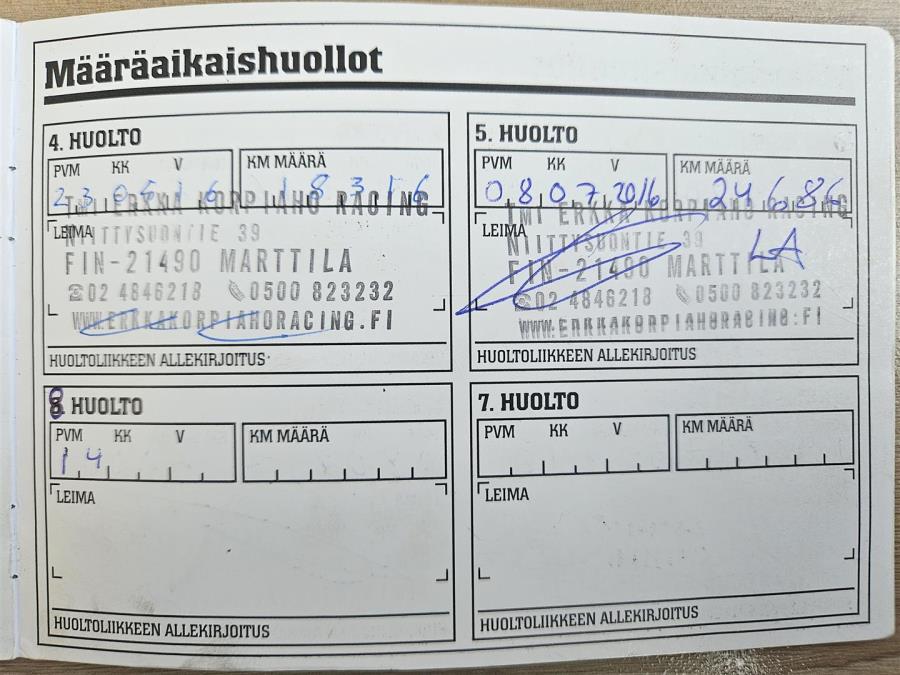 Määräaikaishuollot
4. HUOLTO
PVM KK V KM MÄÄRÄ
23 05 16 18316
TMI ERKKA KORPIAHO RACING
LEIMA
NIITTYSUONTIE 39
FIN-21490 MARTTILA
☎02 4846218 0500 823232
WWW.ERKKAKORPIAHORACING.FI
HUOLTOLIIKKEEN ALLEKIRJOITUS
5. HUOLTO
PVM KK V KM MÄÄRÄ
08 07 2016 24686
TMI ERKKA KORPIAHO RACING
LEIMA
NIITTYSUONTIE 39
LA
FIN-21490 MARTTILA
☎02 4846218 0500 823232
WWW.ERKKAKORPIAHORACING.FI
HUOLTOLIIKKEEN ALLEKIRJOITUS
8 HUOLTO
PVM KK V KM MÄÄRÄ
14
LEIMA
HUOLTOLIIKKEEN ALLEKIRJOITUS
7. HUOLTO
PVM KK V KM MÄÄRÄ
LEIMA
HUOLTOLIIKKEEN ALLEKIRJOITUS